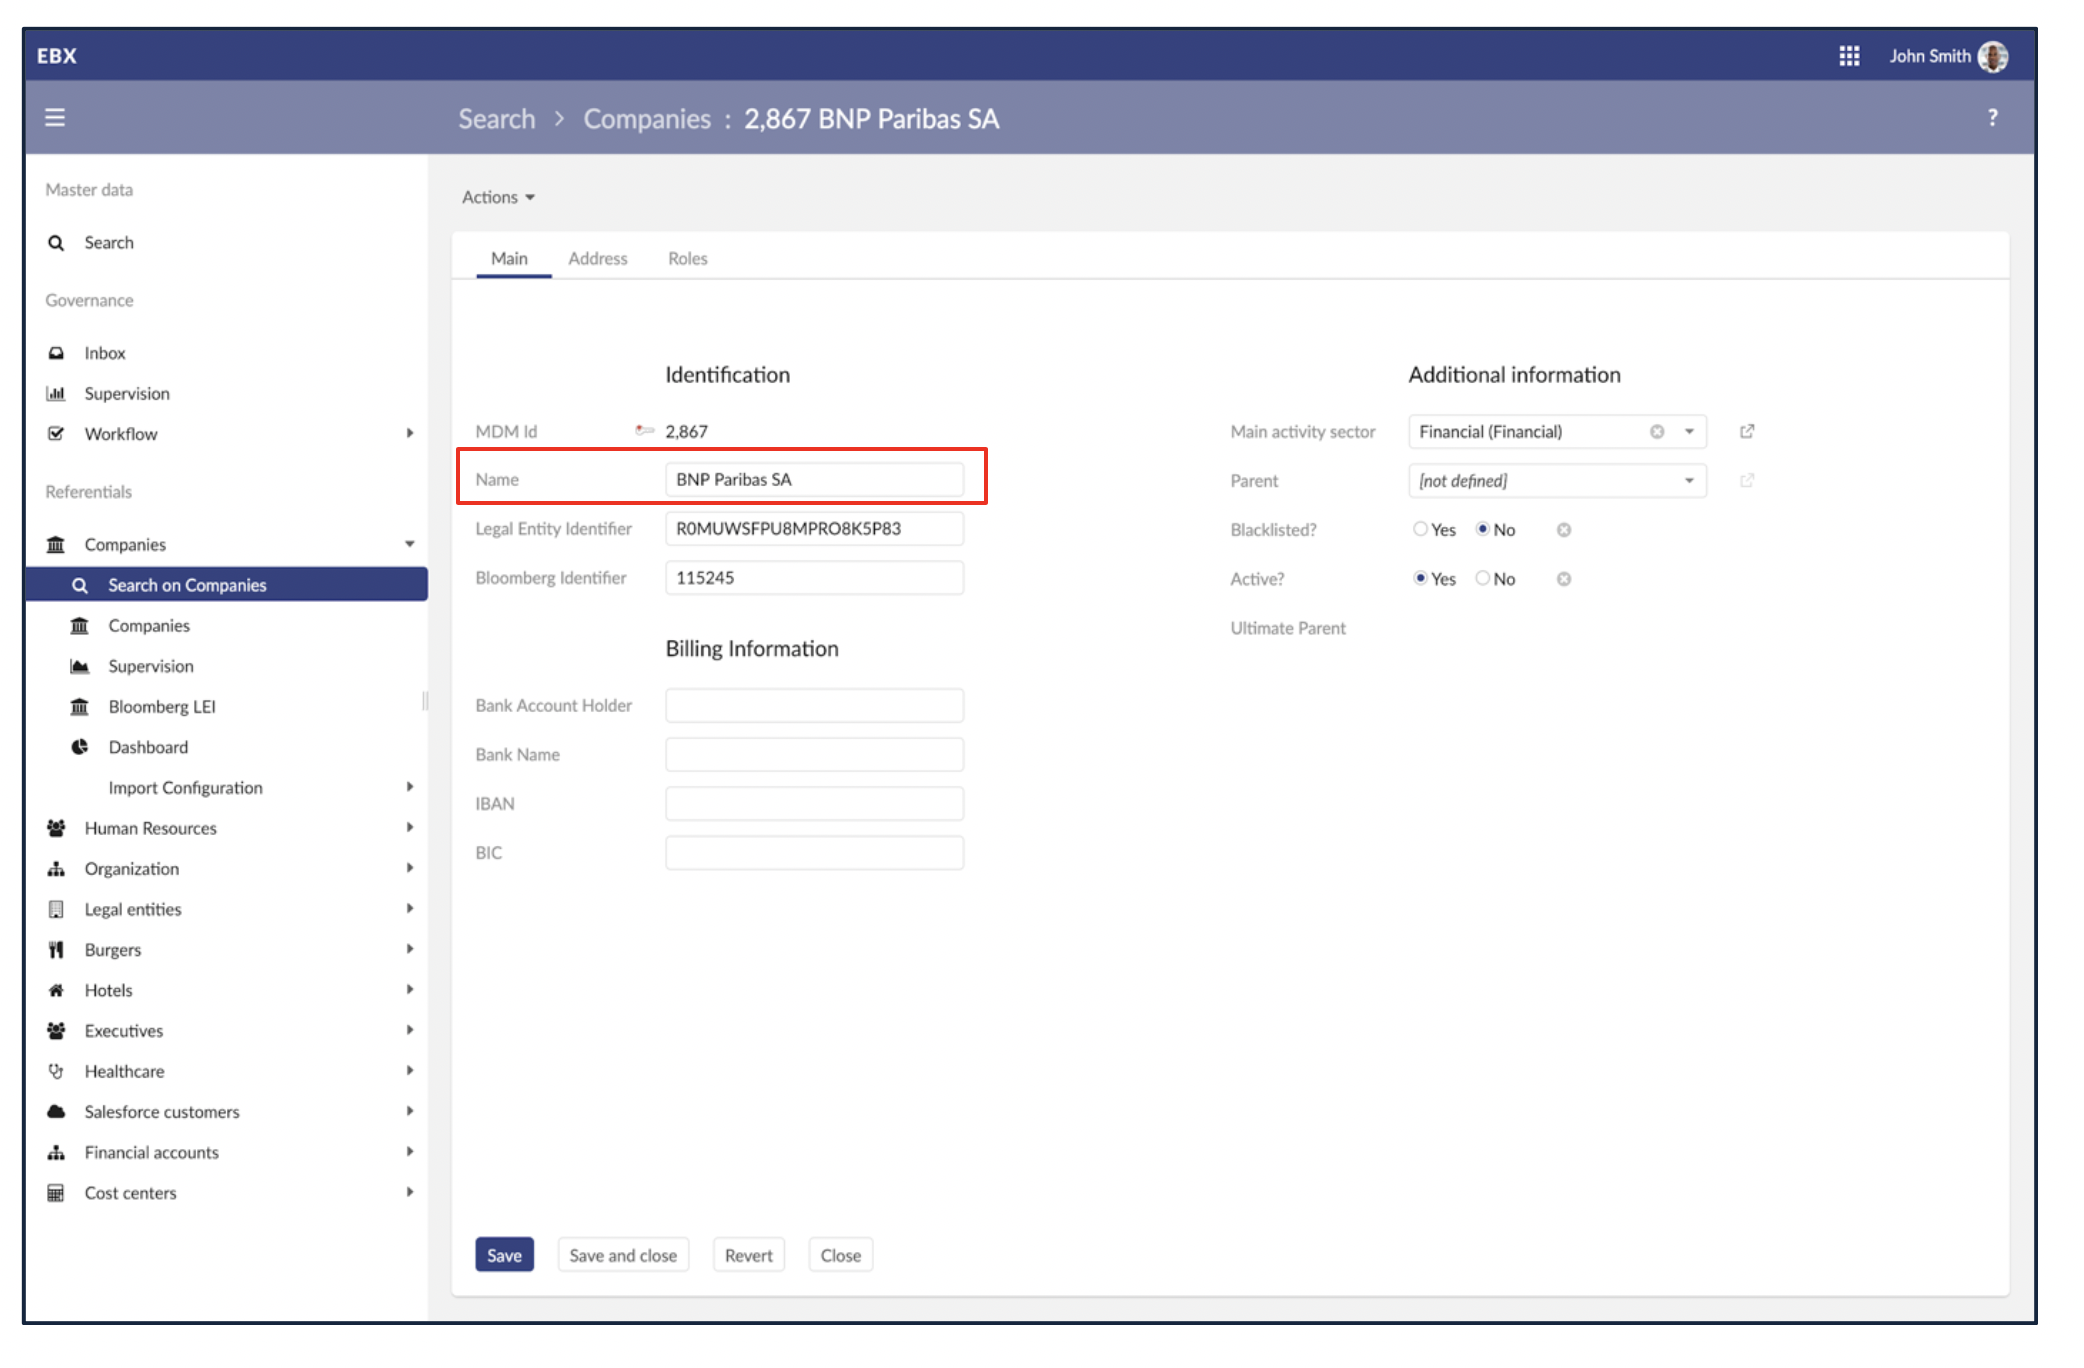 EBX
John Smith
Search > Companies : 2,867 BNP Paribas SA
?
Master data
Search
Governance
Inbox
Supervision
Workflow
Referentials
Companies
Search on Companies
Companies
Supervision
Bloomberg LEI
Dashboard
Import Configuration
Human Resources
Organization
Legal entities
Burgers
Hotels
Executives
Healthcare
Salesforce customers
Financial accounts
Cost centers
Actions
Main Address Roles
Identification
MDM Id 2,867
Name BNP Paribas SA
Legal Entity Identifier R0MUWSFPU8MPRO8K5P83
Bloomberg Identifier 115245
Billing Information
Bank Account Holder
Bank Name
IBAN
BIC
Additional information
Main activity sector Financial (Financial)
Parent [not defined]
Blacklisted? Yes No
Active? Yes No
Ultimate Parent
Save Save and close Revert Close